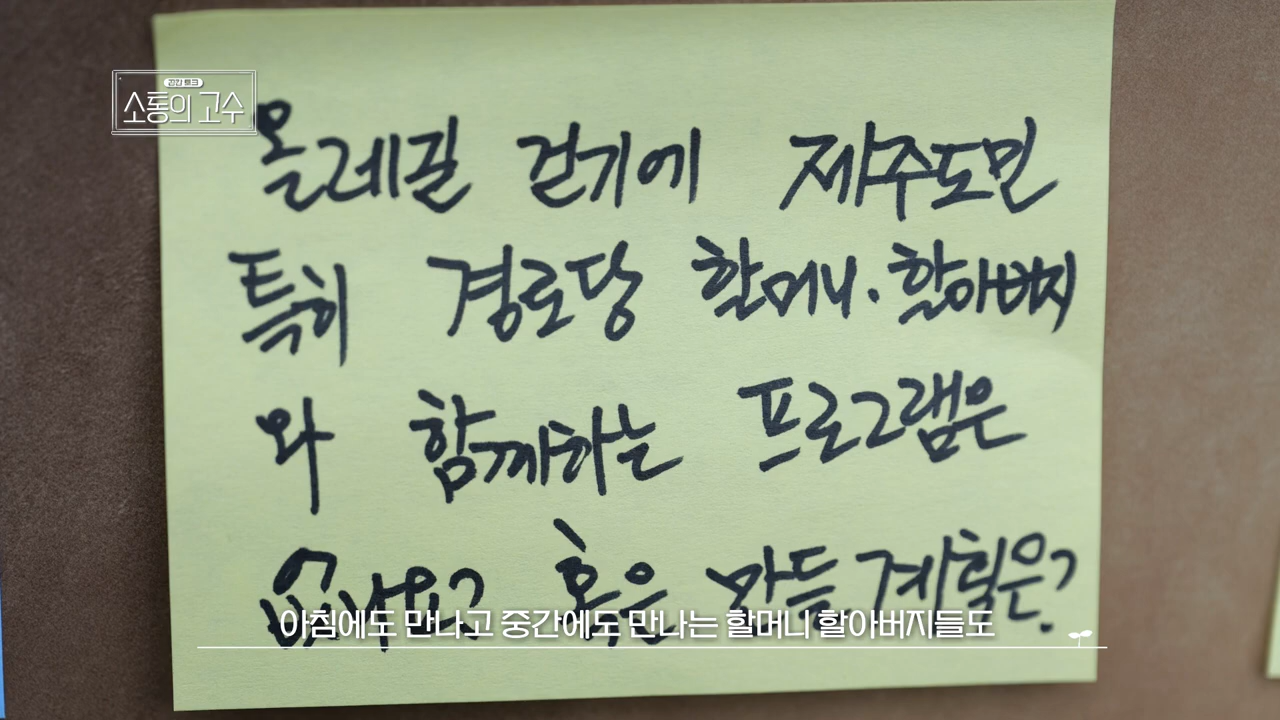 소통의 고수
올레길 걷기에 제주도민
특히 경로당 할머니·할아버지
와 함께하는 프로그램은
없나요? 혹은 만들 계획은?
아침에도 만나고 중간에도 만나는 할머니 할아버지들도